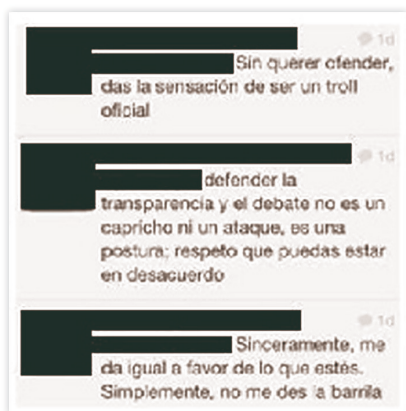 1d
Sin querer ofender,
das la sensación de ser un troll
oficial
1d
defender la
transparencia y el debate no es un
capricho ni un ataque, es una
postura; respeto que puedas estar
en desacuerdo
1d
Sinceramente, me
da igual a favor de lo que estés.
Simplemente, no me des la barrila